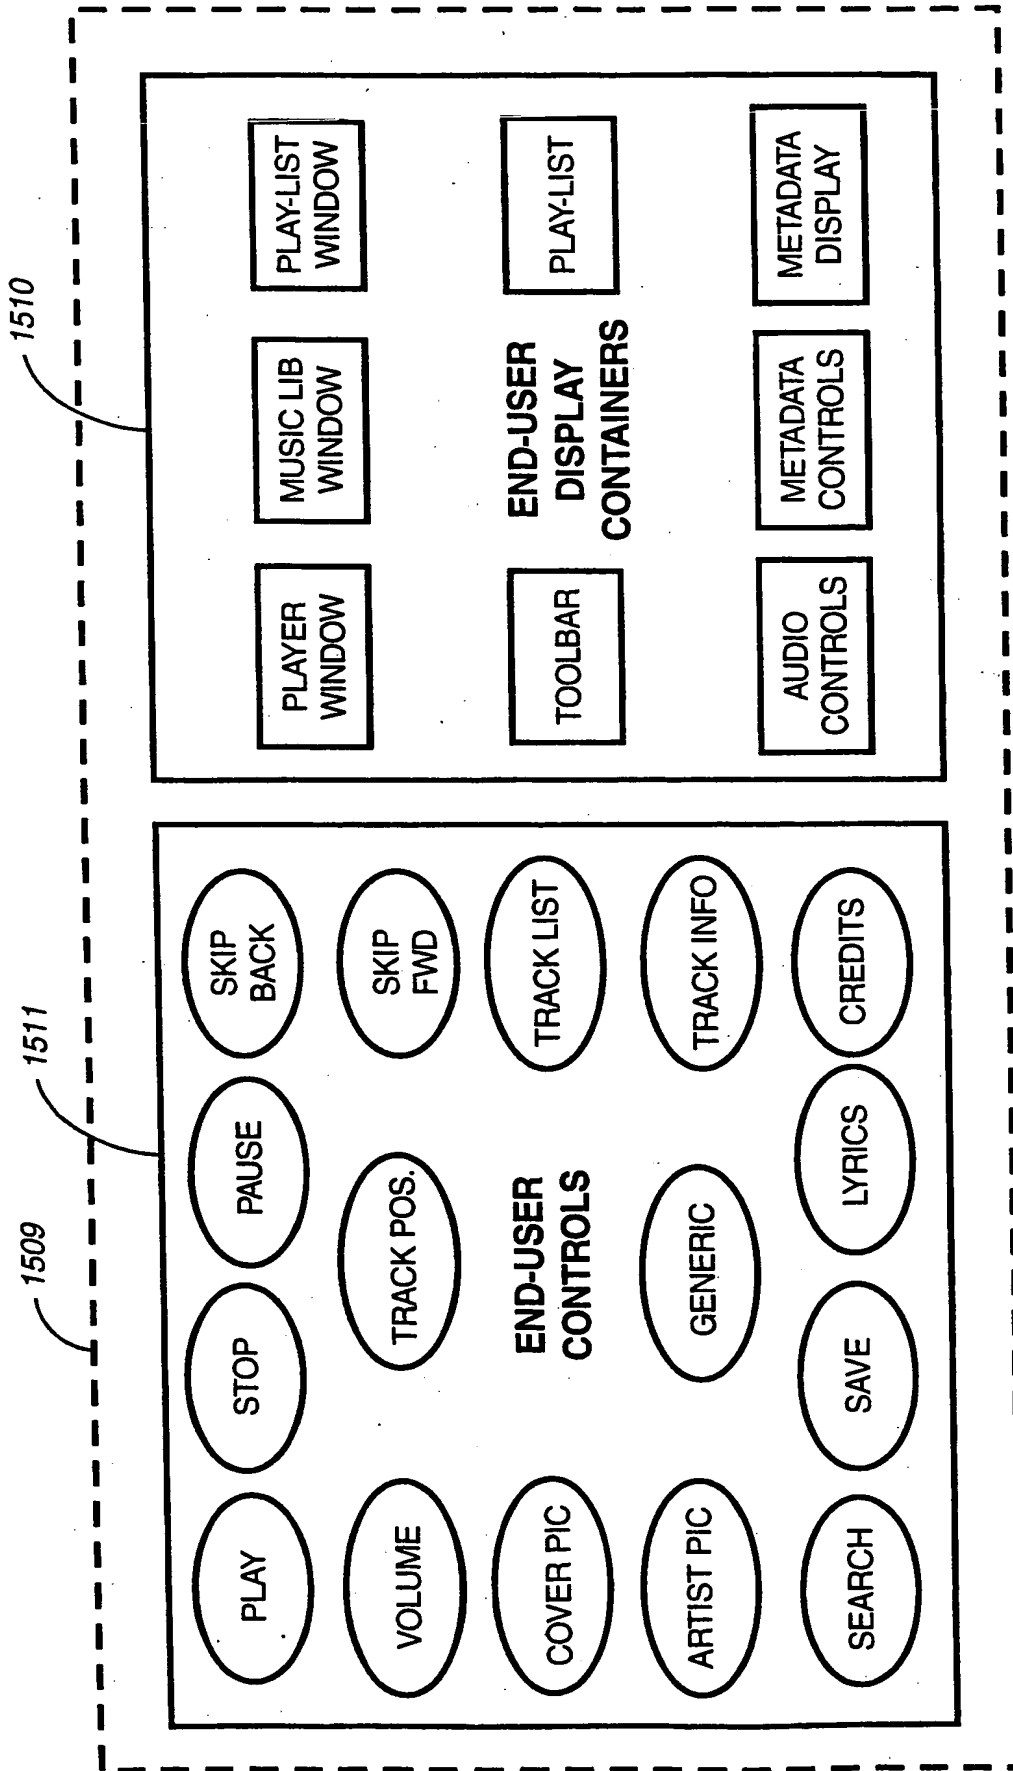 1509
1511
1510
PLAY
STOP
PAUSE
SKIP
BACK
VOLUME
TRACK POS.
SKIP
FWD
COVER PIC
END-USER
CONTROLS
TRACK LIST
ARTIST PIC
GENERIC
TRACK INFO
SEARCH
SAVE
LYRICS
CREDITS
PLAYER
WINDOW
MUSIC LIB
WINDOW
PLAY-LIST
WINDOW
TOOLBAR
END-USER
DISPLAY
CONTAINERS
PLAY-LIST
AUDIO
CONTROLS
METADATA
CONTROLS
METADATA
DISPLAY